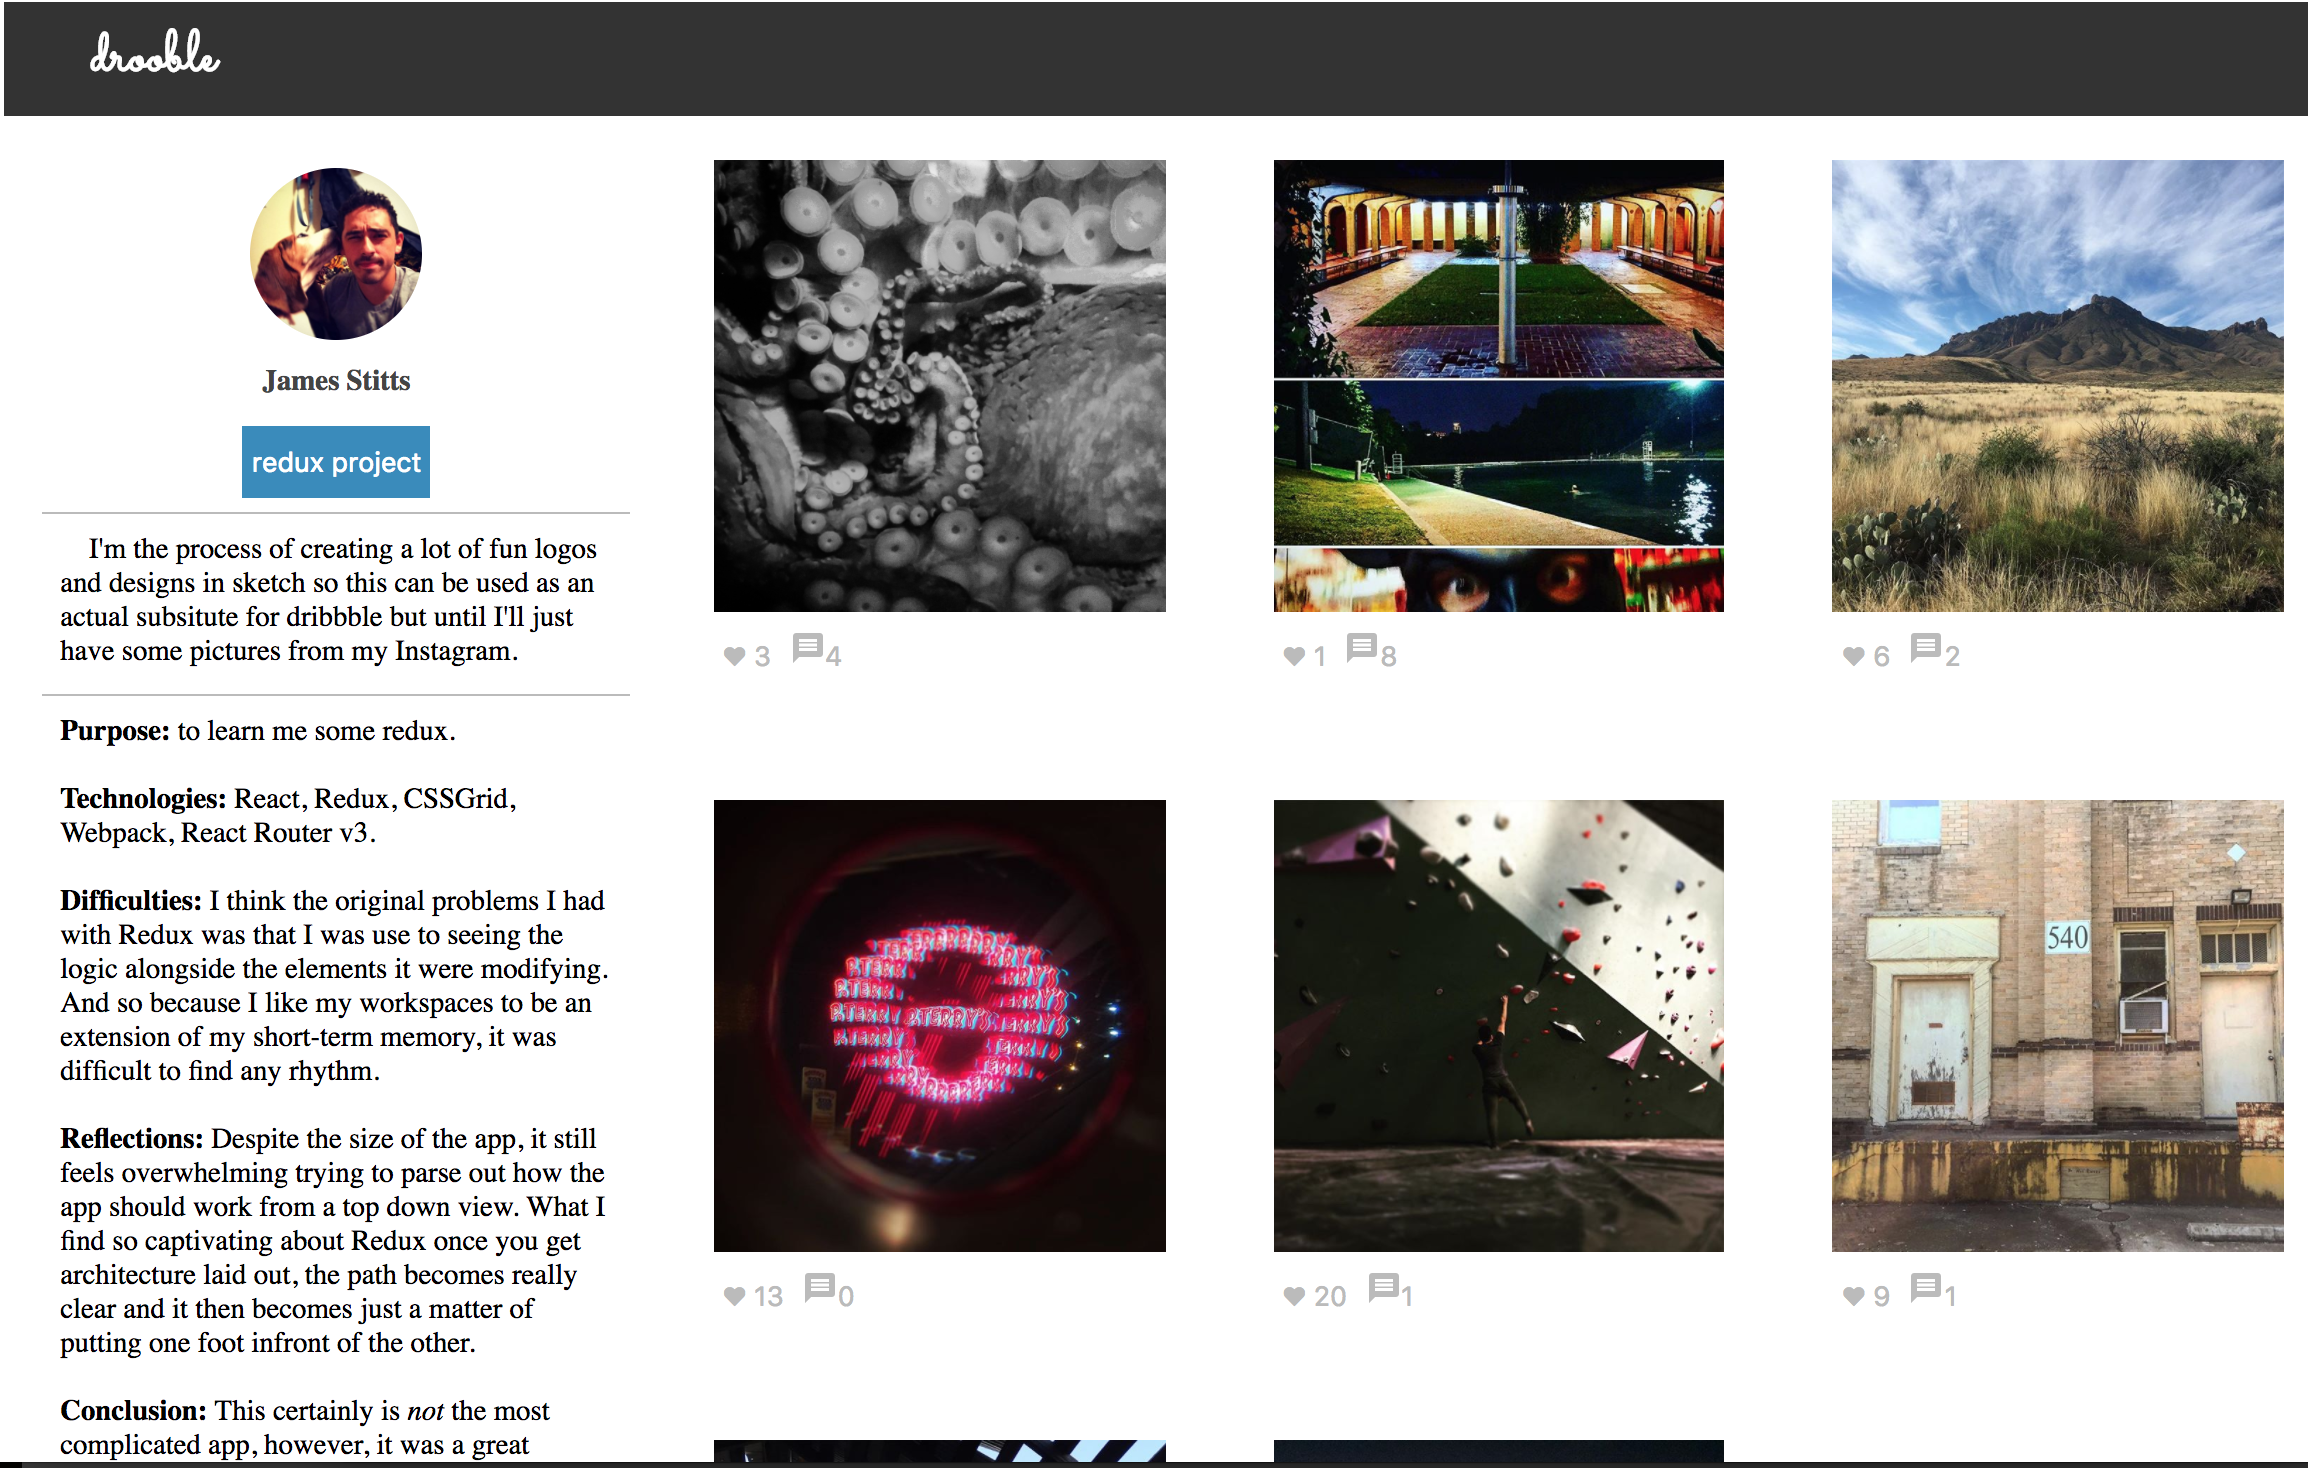 drooble
James Stitts
redux project
I'm the process of creating a lot of fun logos
and designs in sketch so this can be used as an
actual subsitute for dribbble but until I'll just
have some pictures from my Instagram.
Purpose: to learn me some redux.
Technologies: React, Redux, CSSGrid,
Webpack, React Router v3.
Difficulties: I think the original problems I had
with Redux was that I was use to seeing the
logic alongside the elements it were modifying.
And so because I like my workspaces to be an
extension of my short-term memory, it was
difficult to find any rhythm.
Reflections: Despite the size of the app, it still
feels overwhelming trying to parse out how the
app should work from a top down view. What I
find so captivating about Redux once you get
architecture laid out, the path becomes really
clear and it then becomes just a matter of
putting one foot infront of the other.
Conclusion: This certainly is not the most
complicated app, however, it was a great
3 4
1 8
6 2
P.TERRY'S
540
13 0
20 1
9 1